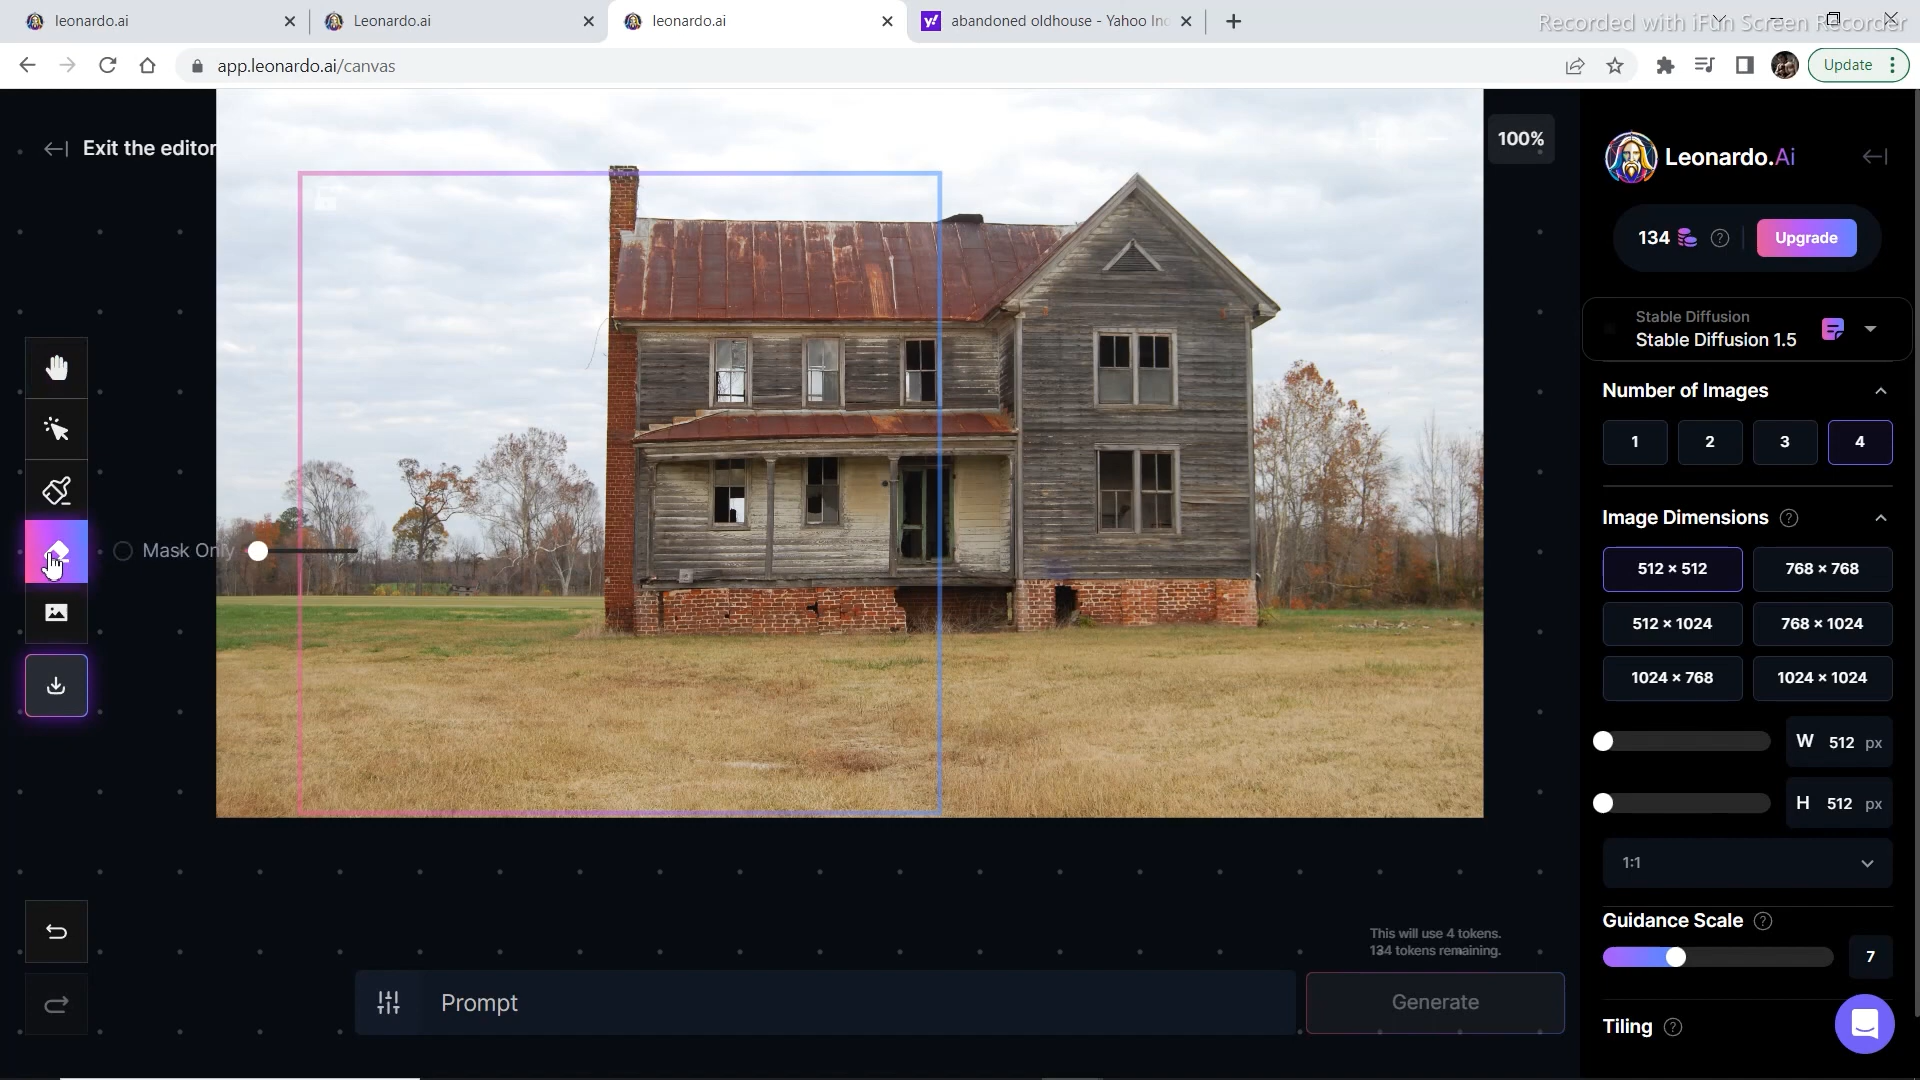 leonardo.ai
Leonardo.ai
leonardo.ai
abandoned oldhouse - Yahoo In
Recorded with iFun Screen Recorder
app.leonardo.ai/canvas
Update
Exit the editor
100%
Leonardo.Ai
134
Upgrade
Stable Diffusion
Stable Diffusion 1.5
Number of Images
1 2 3 4
Image Dimensions
512 × 512 768 × 768
Mask Only
512 × 1024 768 × 1024
1024 × 768 1024 × 1024
W 512 px
H 512 px
1:1
Guidance Scale
7
This will use 4 tokens.
134 tokens remaining.
Prompt
Generate
Tiling